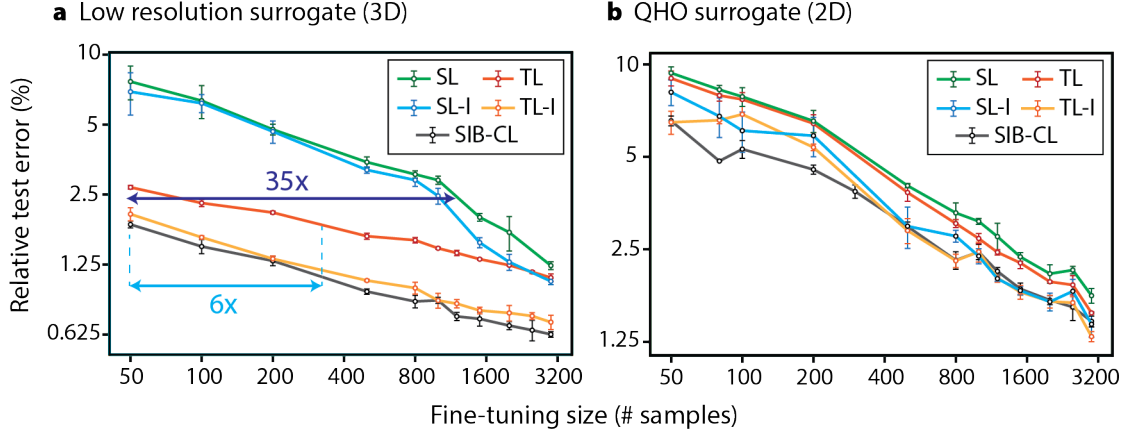 a Low resolution surrogate (3D)
b QHO surrogate (2D)
Relative test error (%)
10
5
2.5
1.25
0.625
SL TL
SL-I TL-I
SIB-CL
35x
6x
50 100 200 400 800 1600 3200
10
5
2.5
1.25
SL TL
SL-I TL-I
SIB-CL
50 100 200 400 800 1600 3200
Fine-tuning size (# samples)